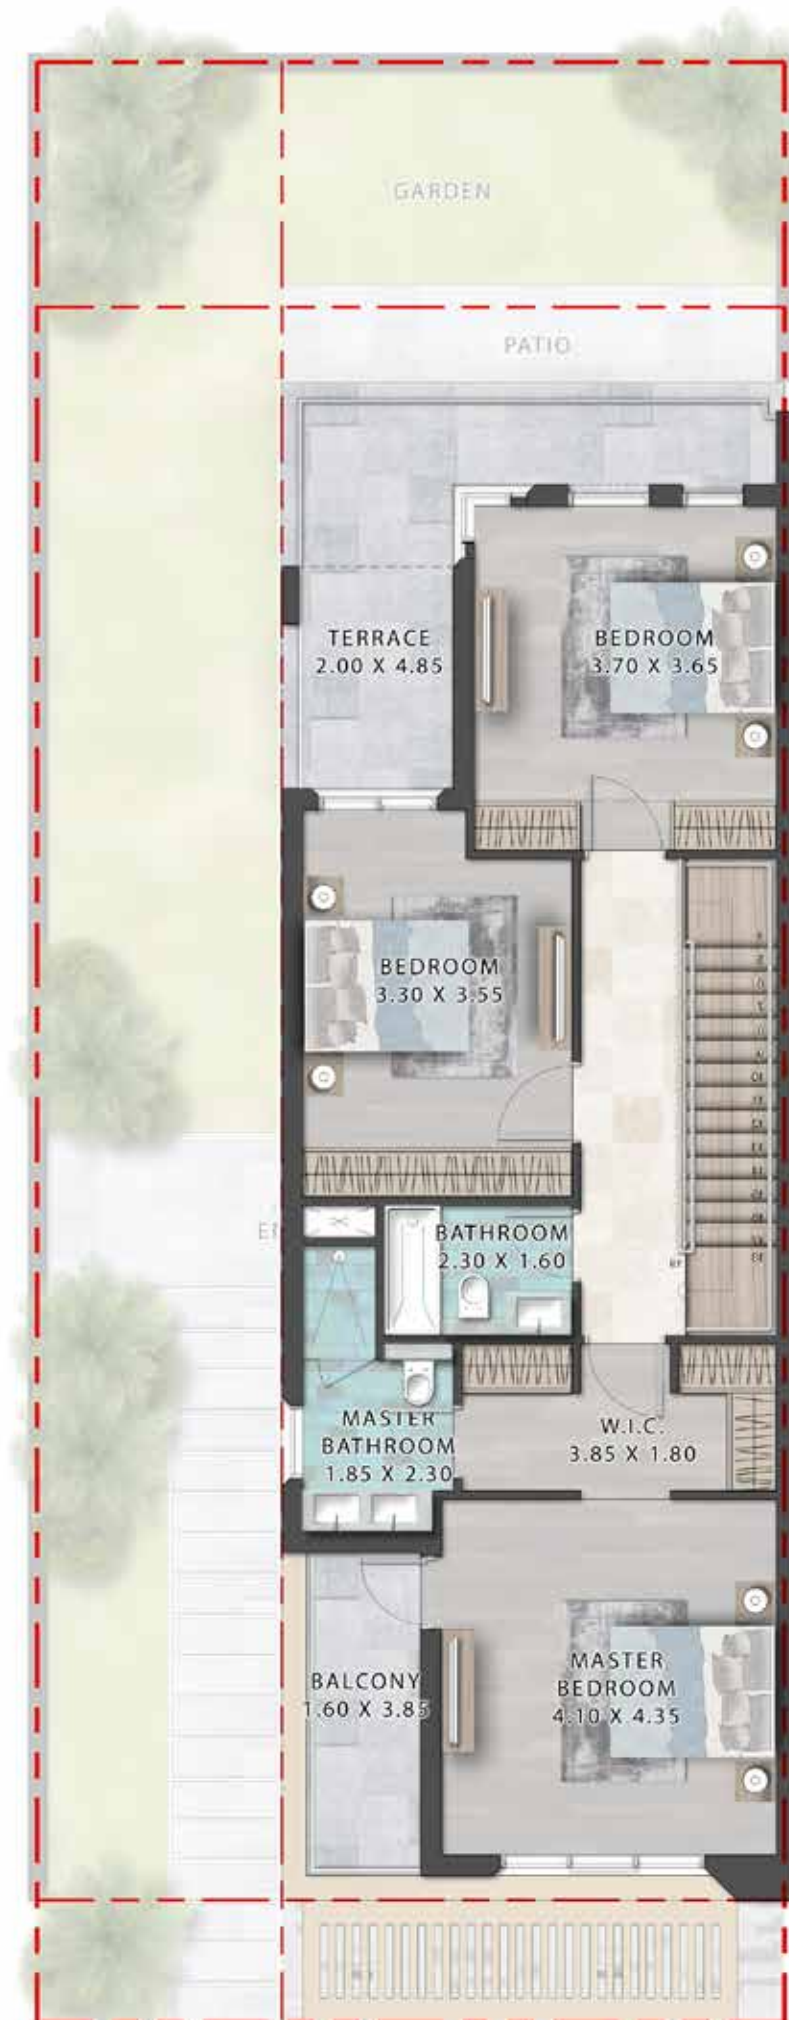 GARDEN
PATIO
TERRACE
2.00 X 4.85
BEDROOM
3.70 X 3.65
BEDROOM
3.30 X 3.55
BATHROOM
2.30 X 1.60
MASTER
BATHROOM
1.85 X 2.30
W.I.C.
3.85 X 1.80
BALCONY
1.60 X 3.85
MASTER
BEDROOM
4.10 X 4.35